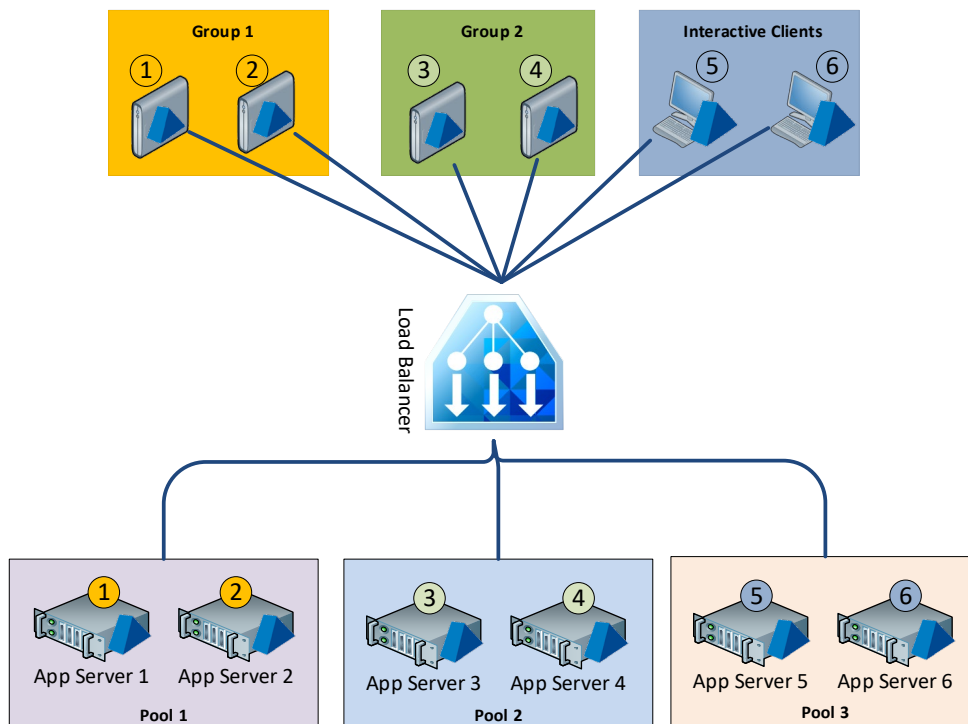 Group 1
1
2
Group 2
3
4
Interactive Clients
5
6
Load Balancer
1
2
App Server 1
App Server 2
Pool 1
3
4
App Server 3
App Server 4
Pool 2
5
6
App Server 5
App Server 6
Pool 3